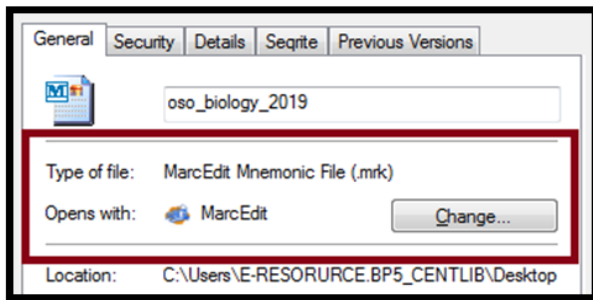 General Security Details Seqrite Previous Versions
oso_biology_2019
Type of file: MarcEdit Mnemonic File (.mrk)
Opens with: MarcEdit Change...
Location: C:\Users\E-RESORURCE.BP5_CENTLIB\Desktop